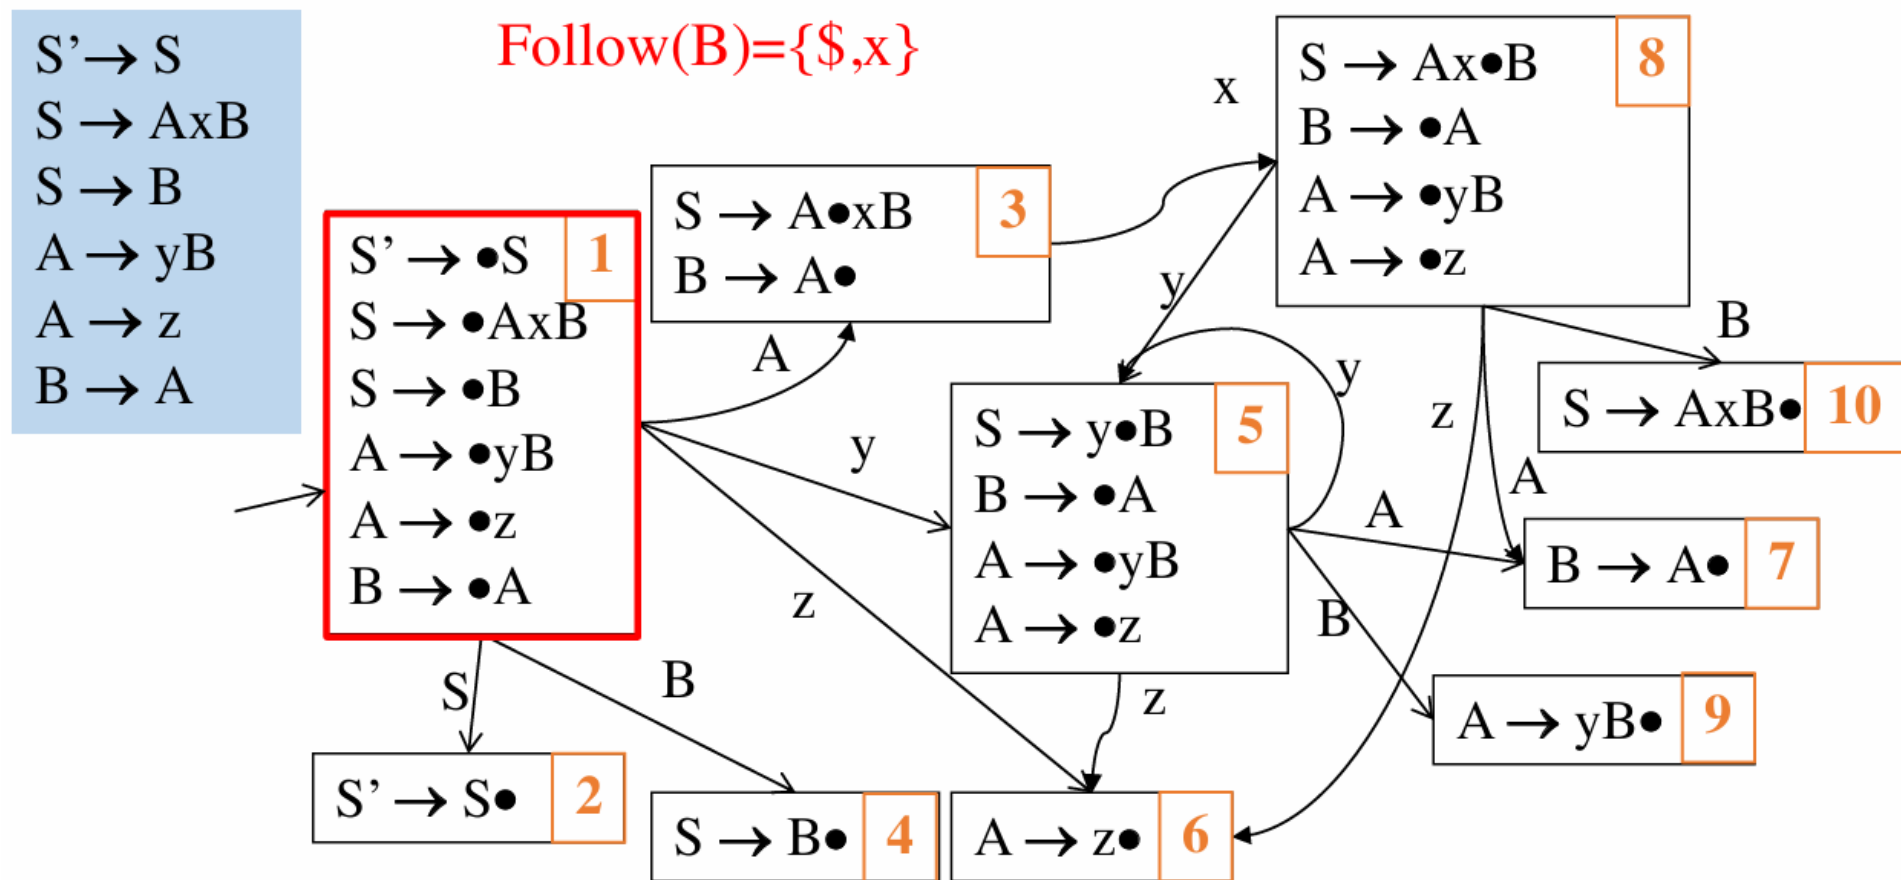 S’→ S
S → AxB
S → B
A → yB
A → z
B → A
Follow(B)={$,x}
S’ → •S
S → •AxB
S → •B
A → •yB
A → •z
B → •A
1
S → A•xB
B → A•
3
S → Ax•B
B → •A
A → •yB
A → •z
8
S → y•B
B → •A
A → •yB
A → •z
5
S → AxB•
10
B → A•
7
A → yB•
9
S’ → S•
2
S → B•
4
A → z•
6
x
y
A
y
z
S
B
y
A
B
z
B
z
A